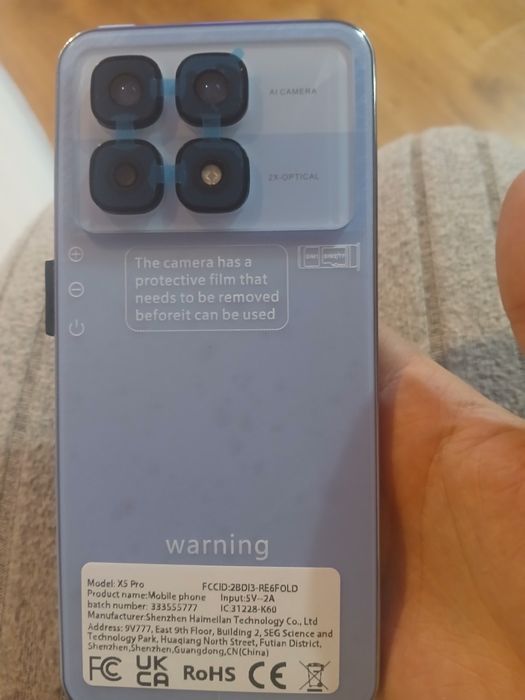 AI CAMERA
2X-OPTICAL
The camera has a
protective film that
needs to be removed
beforeit can be used
warning
Model: X5 Pro FCCID:2BDI3-RE6FOLD
Product name:Mobile phone Input:5V⎓2A
batch number: 333555777 IC:31228-K60
Manufacturer:Shenzhen Haimeilan Technology Co., Ltd
Address: 9V777, East 9th Floor, Building 2, SEG Science and
Technology Park, Huaqiang North Street, Futian District,
Shenzhen,Shenzhen,Guangdong,CN(China)
FC UK CA RoHS CE